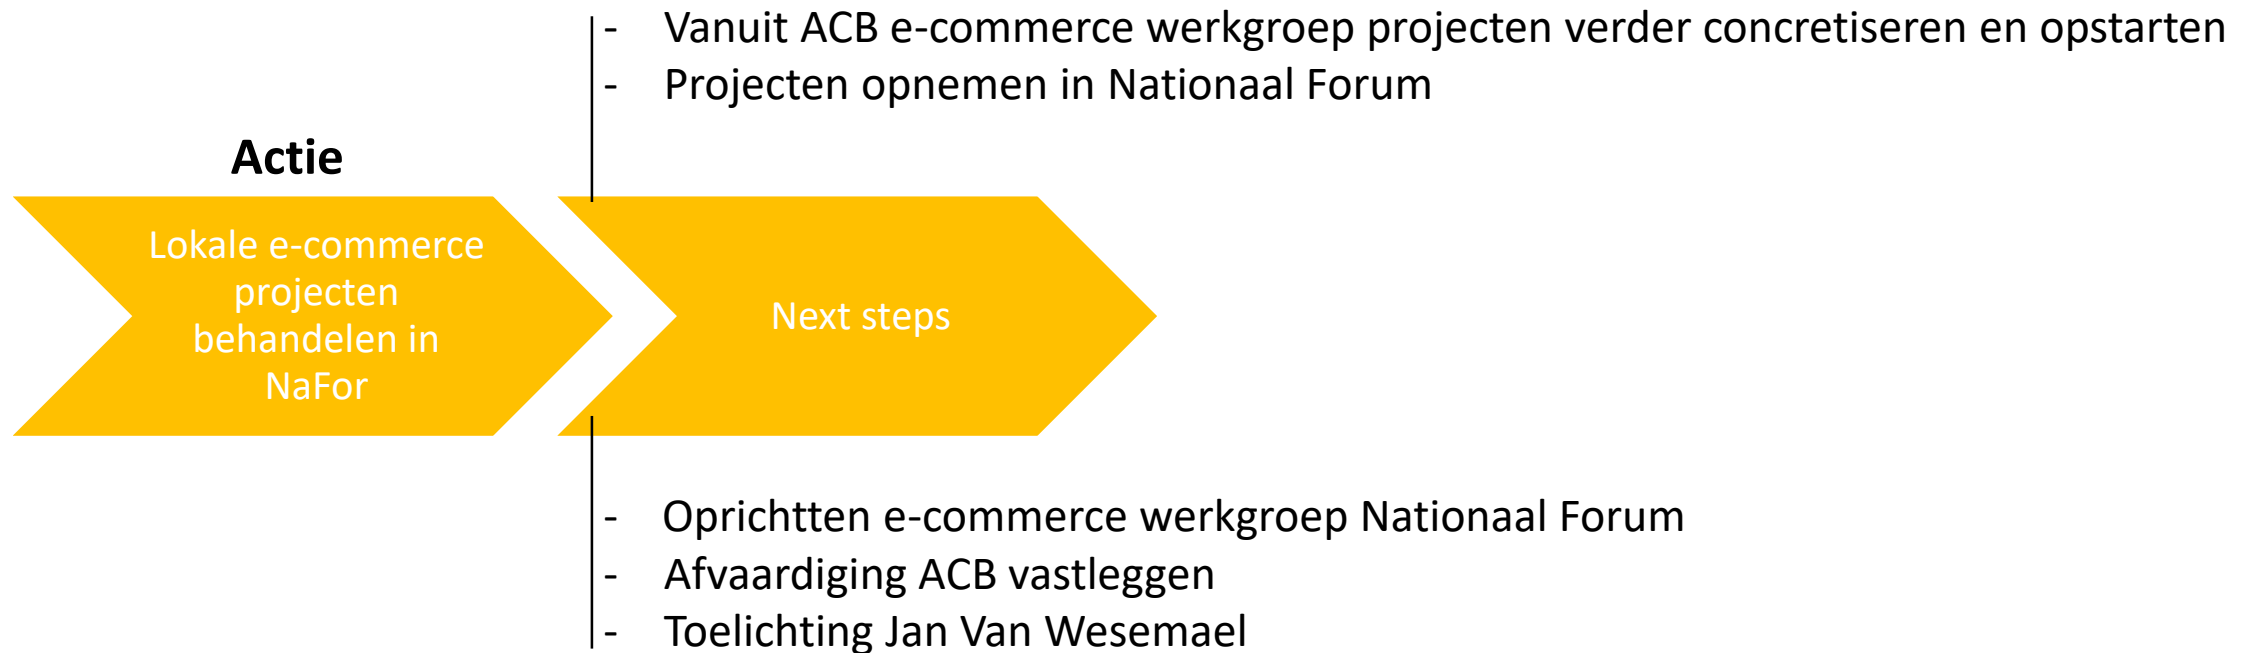 - Vanuit ACB e-commerce werkgroep projecten verder concretiseren en opstarten
- Projecten opnemen in Nationaal Forum
Actie
Lokale e-commerce
projecten
behandelen in
NaFor
Next steps
- Oprichtten e-commerce werkgroep Nationaal Forum
- Afvaardiging ACB vastleggen
- Toelichting Jan Van Wesemael